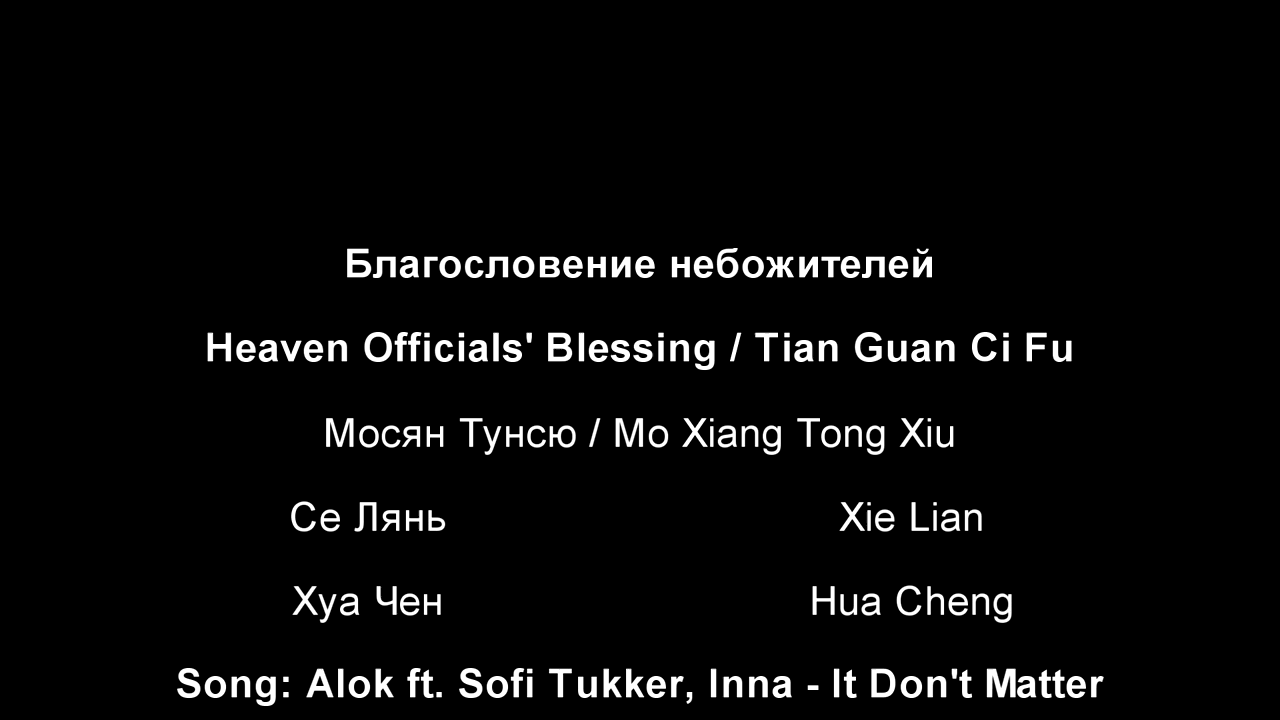 Благословение небожителей
Heaven Officials' Blessing / Tian Guan Ci Fu
Мосян Тунсю / Mo Xiang Tong Xiu
Се Лянь Xie Lian
Хуа Чен Hua Cheng
Song: Alok ft. Sofi Tukker, Inna - It Don't Matter